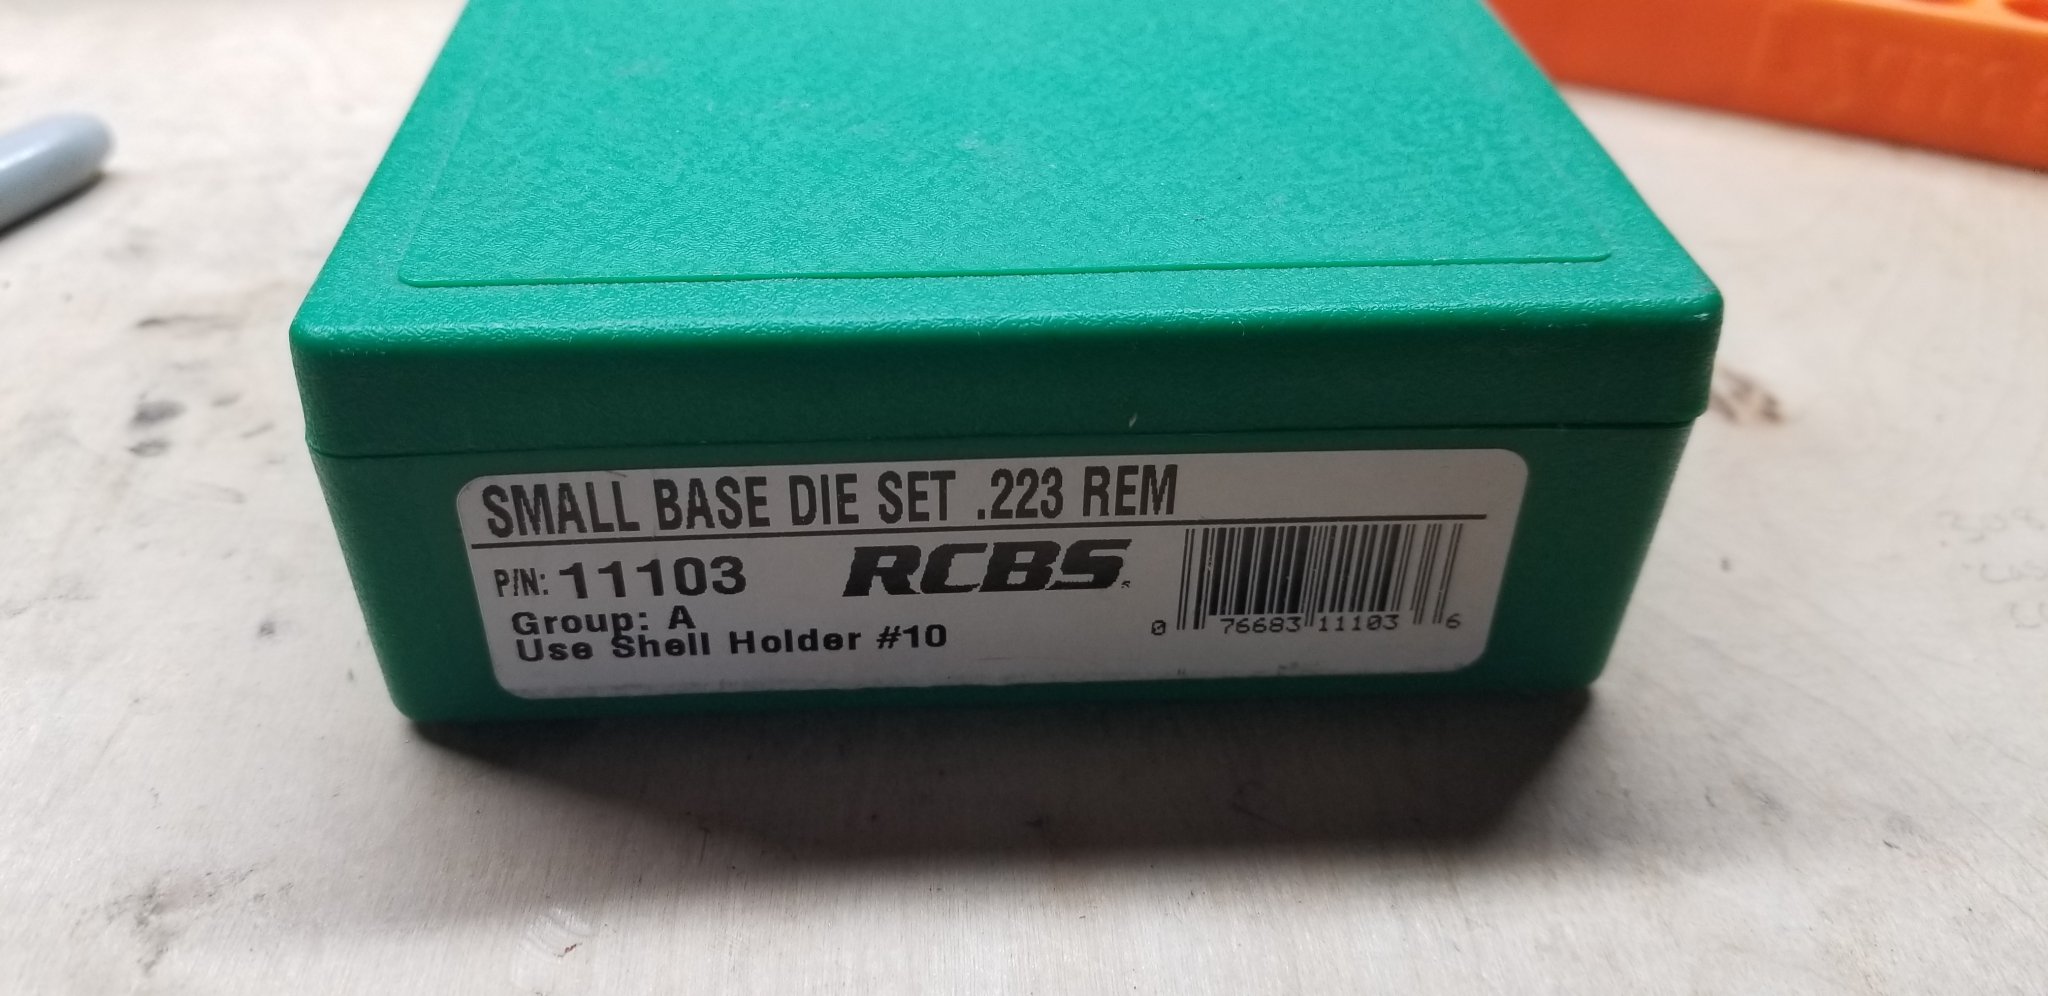 SMALL BASE DIE SET .223 REM
P/N: 11103
RCBS
Group: A
Use Shell Holder #10
0 76683 11103 6